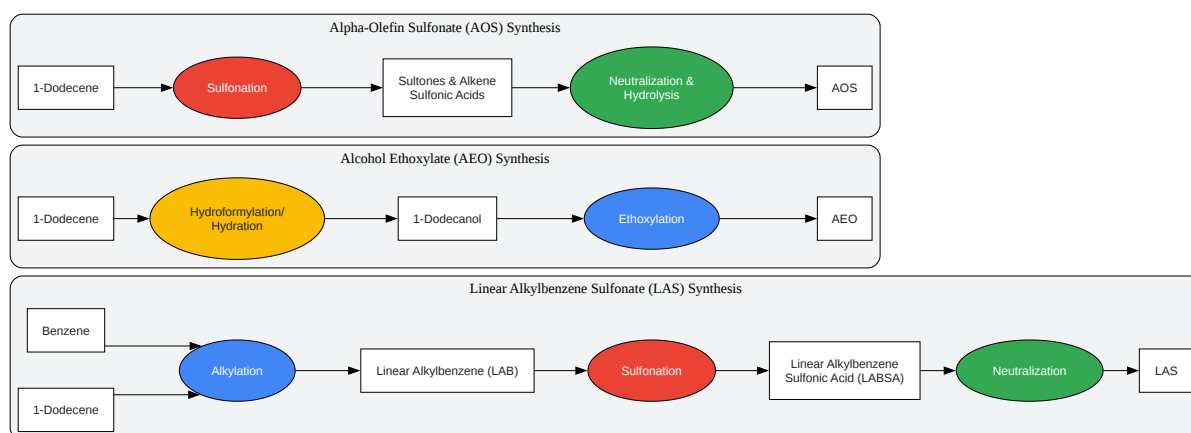 Alpha-Olefin Sulfonate (AOS) Synthesis
1-Dodecene
Sulfonation
Sultones & Alkene
Sulfonic Acids
Neutralization &
Hydrolysis
AOS
Alcohol Ethoxylate (AEO) Synthesis
1-Dodecene
Hydroformylation/
Hydration
1-Dodecanol
Ethoxylation
AEO
Linear Alkylbenzene Sulfonate (LAS) Synthesis
Benzene
1-Dodecene
Alkylation
Linear Alkylbenzene (LAB)
Sulfonation
Linear Alkylbenzene
Sulfonic Acid (LABSA)
Neutralization
LAS